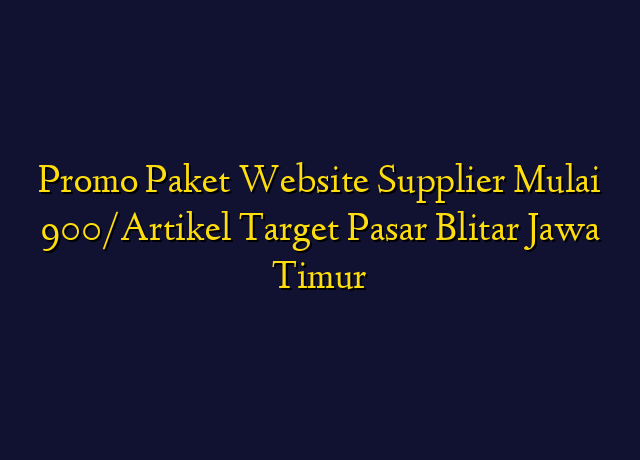 Promo Paket Website Supplier Mulai
900/Artikel Target Pasar Blitar Jawa
Timur